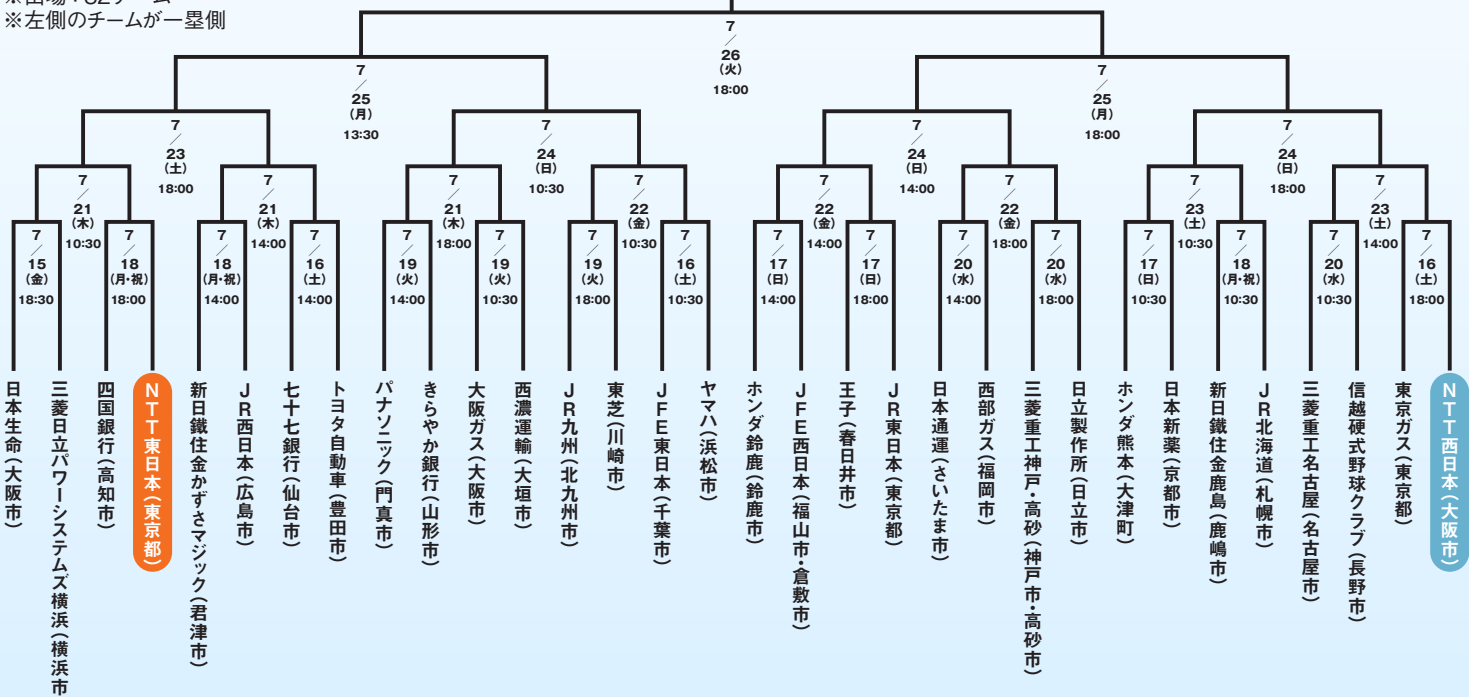 ※左側のチームが一塁側
7/26(火)18:00
7/25(月)13:30
7/25(月)18:00
7/23(土)18:00
7/24(日)10:30
7/24(日)14:00
7/24(日)18:00
7/21(木)10:30
7/21(木)14:00
7/21(木)18:00
7/22(金)10:30
7/22(金)14:00
7/22(金)18:00
7/23(土)10:30
7/23(土)14:00
7/15(金)18:30
7/18(月・祝)18:00
7/18(月・祝)14:00
7/16(土)14:00
7/19(火)14:00
7/19(火)10:30
7/19(火)18:00
7/16(土)10:30
7/17(日)14:00
7/17(日)18:00
7/20(水)14:00
7/20(水)18:00
7/17(日)10:30
7/18(月・祝)10:30
7/20(水)10:30
7/16(土)18:00
日本生命(大阪市)
三菱日立パワーシステムズ横浜(横浜市
四国銀行(高知市)
NTT東日本(東京都)
新日鐵住金かずさマジック(君津市)
JR西日本(広島市)
七十七銀行(仙台市)
トヨタ自動車(豊田市)
パナソニック(門真市)
きらやか銀行(山形市)
大阪ガス(大阪市)
西濃運輸(大垣市)
JR九州(北九州市)
東芝(川崎市)
JFE東日本(千葉市)
ヤマハ(浜松市)
ホンダ鈴鹿(鈴鹿市)
JFE西日本(福山市・倉敷市)
王子(春日井市)
JR東日本(東京都)
日本通運(さいたま市)
西部ガス(福岡市)
三菱重工神戸・高砂(神戸市・高砂市)
日立製作所(日立市)
ホンダ熊本(大津町)
日本新薬(京都市)
新日鐵住金鹿島(鹿嶋市)
JR北海道(札幌市)
三菱重工名古屋(名古屋市)
信越硬式野球クラブ(長野市)
東京ガス(東京都)
NTT西日本(大阪市)